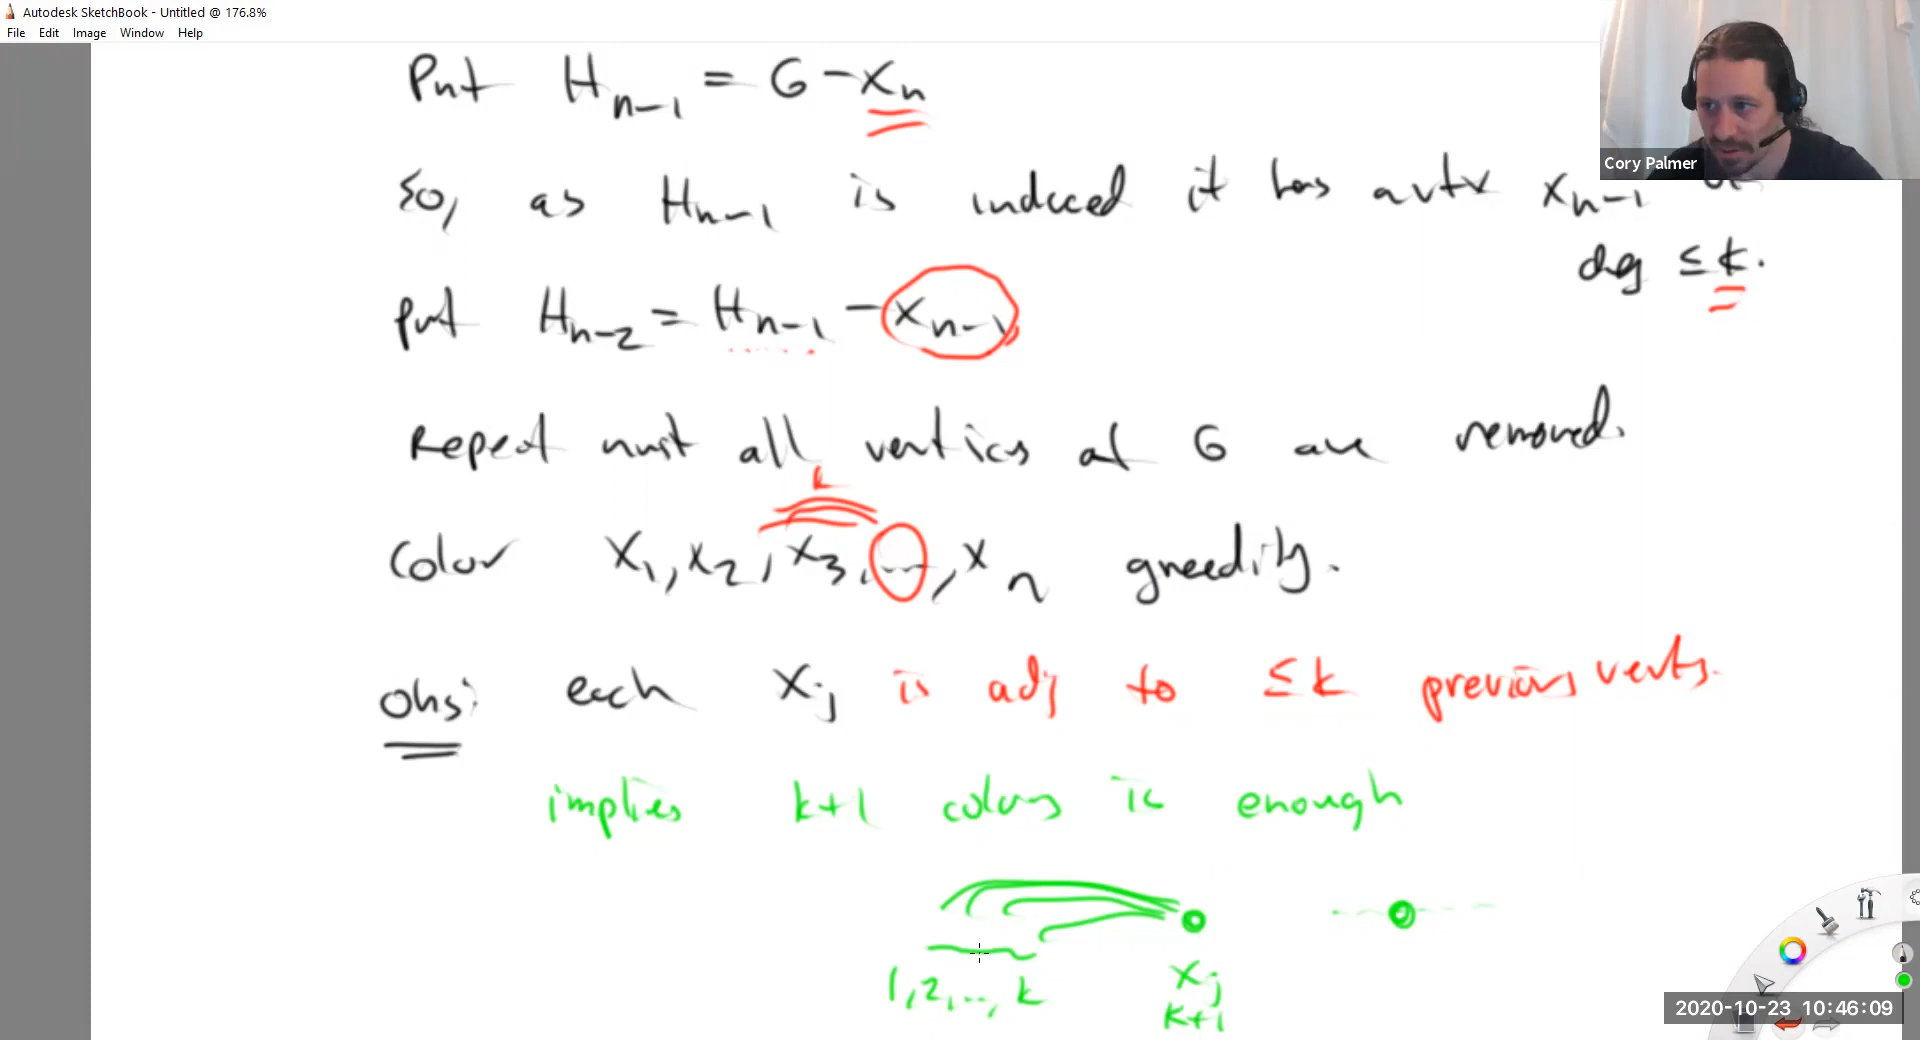 Autodesk SketchBook - Untitled @ 176.8%
File Edit Image Window Help
Put H_{n-1} = G - x_n
Cory Palmer
So, as H_{n-1} is induced it has a vtx x_{n-1} of
deg ≤ k.
put H_{n-2} = H_{n-1} - x_{n-1}
Repeat until all vertices of G are removed.
k
Color x_1, x_2, x_3, ..., x_n greedily.
Obs: each x_j is adj to ≤ k previous verts.
implies k+1 colors is enough
1, 2, ..., k x_j
k+1
2020-10-23 10:46:09